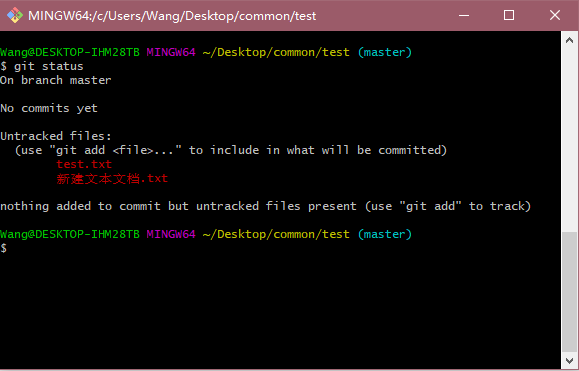 MINGW64:/c/Users/Wang/Desktop/common/test
Wang@DESKTOP-IHM28TB MINGW64 ~/Desktop/common/test (master)
$ git status
On branch master
No commits yet
Untracked files:
(use "git add <file>..." to include in what will be committed)
test.txt
新建文本文档.txt
nothing added to commit but untracked files present (use "git add" to track)
Wang@DESKTOP-IHM28TB MINGW64 ~/Desktop/common/test (master)
$